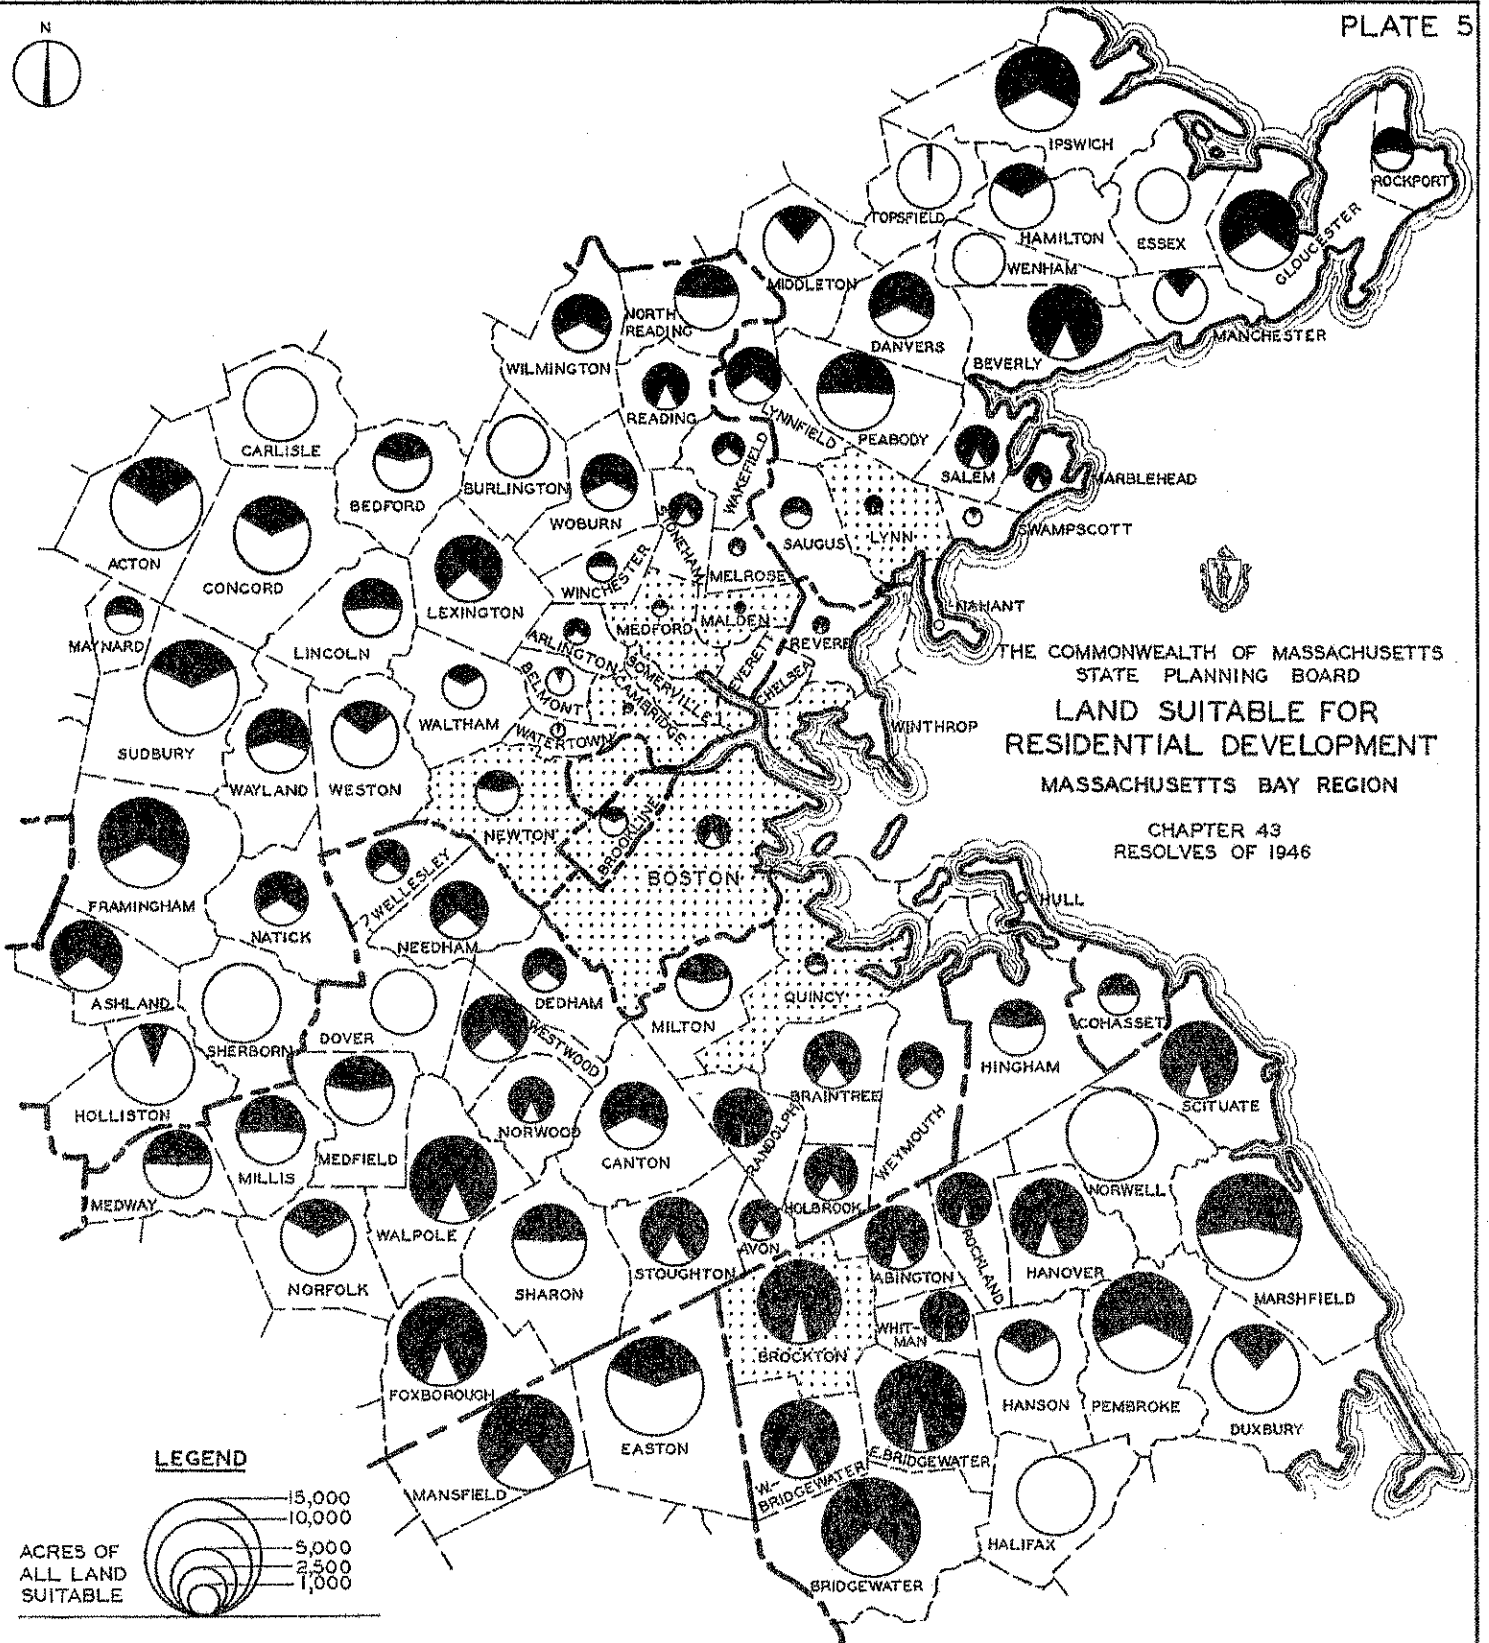 N
PLATE 5
IPSWICH
ROCKPORT
TOPSFIELD
HAMILTON
ESSEX
GLOUCESTER
WENHAM
MIDDLETON
MANCHESTER
NORTH
READING
DANVERS
BEVERLY
WILMINGTON
READING
LYNNFIELD
PEABODY
CARLISLE
WAKEFIELD
SALEM
MARBLEHEAD
BURLINGTON
BEDFORD
WOBURN
STONEHAM
SAUGUS
LYNN
SWAMPSCOTT
ACTON
CONCORD
LEXINGTON
WINCHESTER
MELROSE
NAHANT
MAYNARD
LINCOLN
ARLINGTON
MEDFORD
MALDEN
REVERE
BELMONT
SOMERVILLE
CAMBRIDGE
EVERETT
CHELSEA
WALTHAM
WATERTOWN
WINTHROP
SUDBURY
WAYLAND
WESTON
NEWTON
BROOKLINE
BOSTON
THE COMMONWEALTH OF MASSACHUSETTS
STATE PLANNING BOARD
LAND SUITABLE FOR
RESIDENTIAL DEVELOPMENT
MASSACHUSETTS BAY REGION
CHAPTER 43
RESOLVES OF 1946
FRAMINGHAM
NATICK
WELLESLEY
NEEDHAM
HULL
ASHLAND
DEDHAM
MILTON
QUINCY
COHASSET
SHERBORN
DOVER
WESTWOOD
HINGHAM
HOLLISTON
BRAINTREE
SCITUATE
NORWOOD
RANDOLPH
WEYMOUTH
MEDFIELD
CANTON
MILLIS
MEDWAY
NORWELL
HOLBROOK
WALPOLE
AVON
ROCKLAND
NORFOLK
SHARON
STOUGHTON
ABINGTON
HANOVER
MARSHFIELD
WHIT-
MAN
BROCKTON
FOXBOROUGH
HANSON
PEMBROKE
DUXBURY
EASTON
E. BRIDGEWATER
W.-
BRIDGEWATER
MANSFIELD
HALIFAX
BRIDGEWATER
LEGEND
15,000
10,000
5,000
2,500
1,000
ACRES OF
ALL LAND
SUITABLE